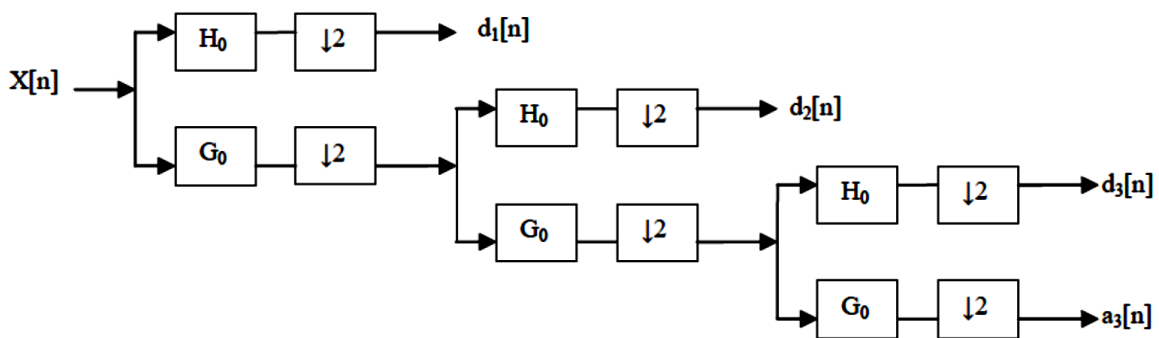 H₀ ↓2 d₁[n]
X[n]
G₀ ↓2
H₀ ↓2 d₂[n]
G₀ ↓2
H₀ ↓2 d₃[n]
G₀ ↓2 a₃[n]